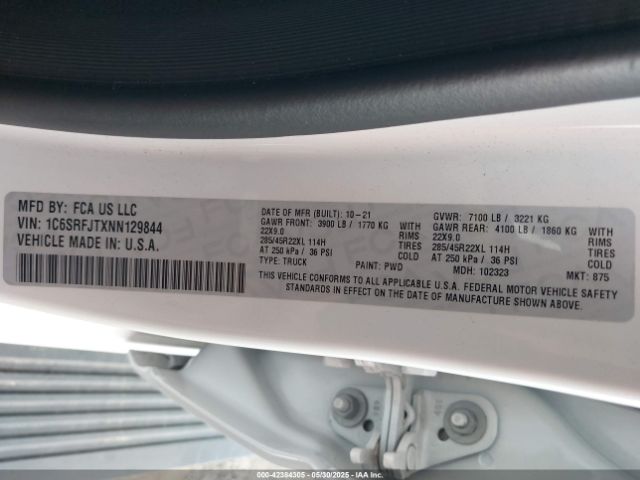 MFD BY: FCA US LLC
VIN: 1C6SRFJTXNN129844
VEHICLE MADE IN: U.S.A.
DATE OF MFR (BUILT): 10-21 GVWR: 7100 LB / 3221 KG
GAWR FRONT: 3900 LB / 1770 KG WITH GAWR REAR: 4100 LB / 1860 KG WITH
22X9.0 RIMS 22X9.0 RIMS
285/45R22XL 114H TIRES 285/45R22XL 114H TIRES
AT 250 kPa / 36 PSI COLD AT 250 kPa / 36 PSI COLD
TYPE: TRUCK PAINT: PWD MDH: 102323 MKT: 875
THIS VEHICLE CONFORMS TO ALL APPLICABLE U.S.A. FEDERAL MOTOR VEHICLE SAFETY
STANDARDS IN EFFECT ON THE DATE OF MANUFACTURE SHOWN ABOVE.
000-42384305 - 05/30/2025 - IAAI.com